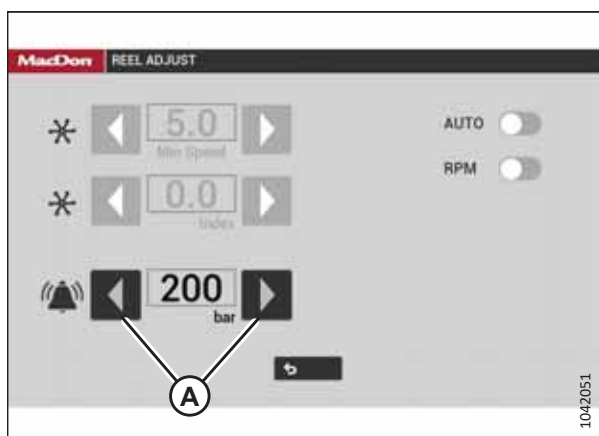 MacDon REEL ADJUST
5.0
Min Speed
0.0
Index
200
bar
AUTO
RPM
A
1042051